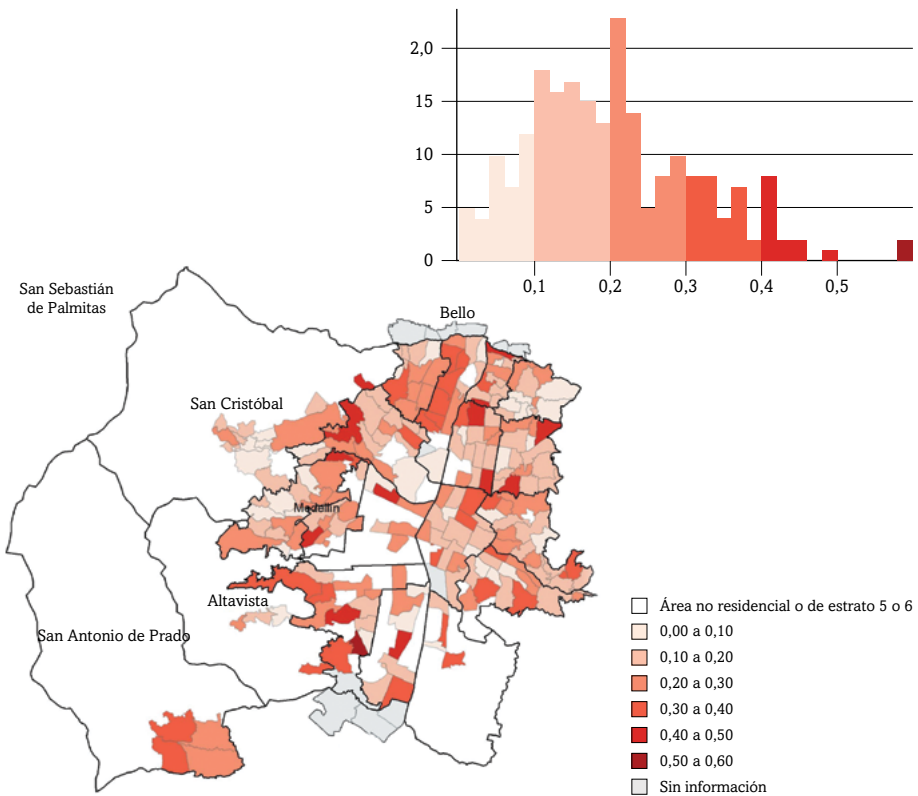 2,0
15
10
5
0
0,1
0,2
0,3
0,4
0,5
San Sebastián
de Palmitas
Bello
San Cristóbal
Medellín
Altavista
San Antonio de Prado
Área no residencial o de estrato 5 o 6
0,00 a 0,10
0,10 a 0,20
0,20 a 0,30
0,30 a 0,40
0,40 a 0,50
0,50 a 0,60
Sin información